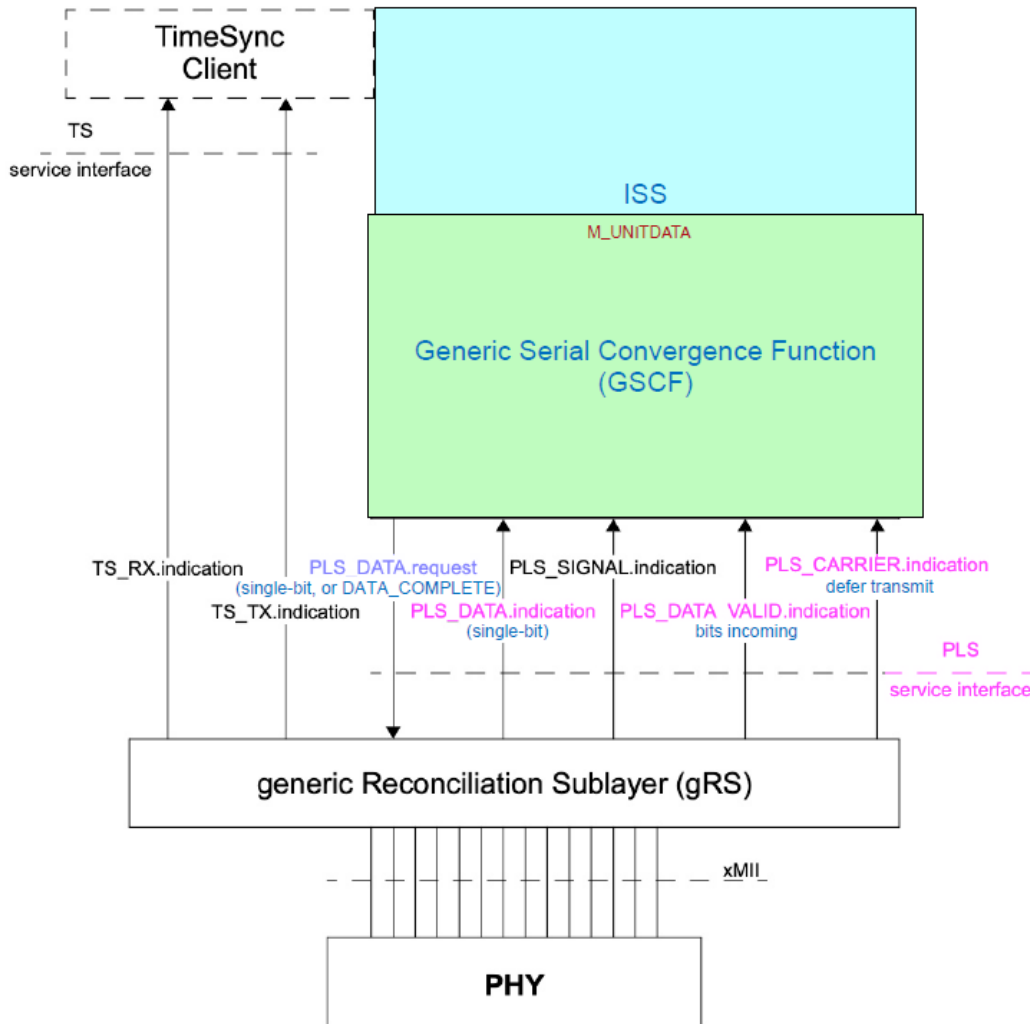 TimeSync
Client
TS
service interface
ISS
M_UNITDATA
Generic Serial Convergence Function
(GSCF)
TS_RX.indication
PLS_DATA.request
(single-bit, or DATA_COMPLETE)
TS_TX.indication
PLS_DATA.indication
(single-bit)
PLS_SIGNAL.indication
PLS_DATA_VALID.indication
bits incoming
PLS_CARRIER.indication
defer transmit
PLS
service interface
generic Reconciliation Sublayer (gRS)
xMII
PHY